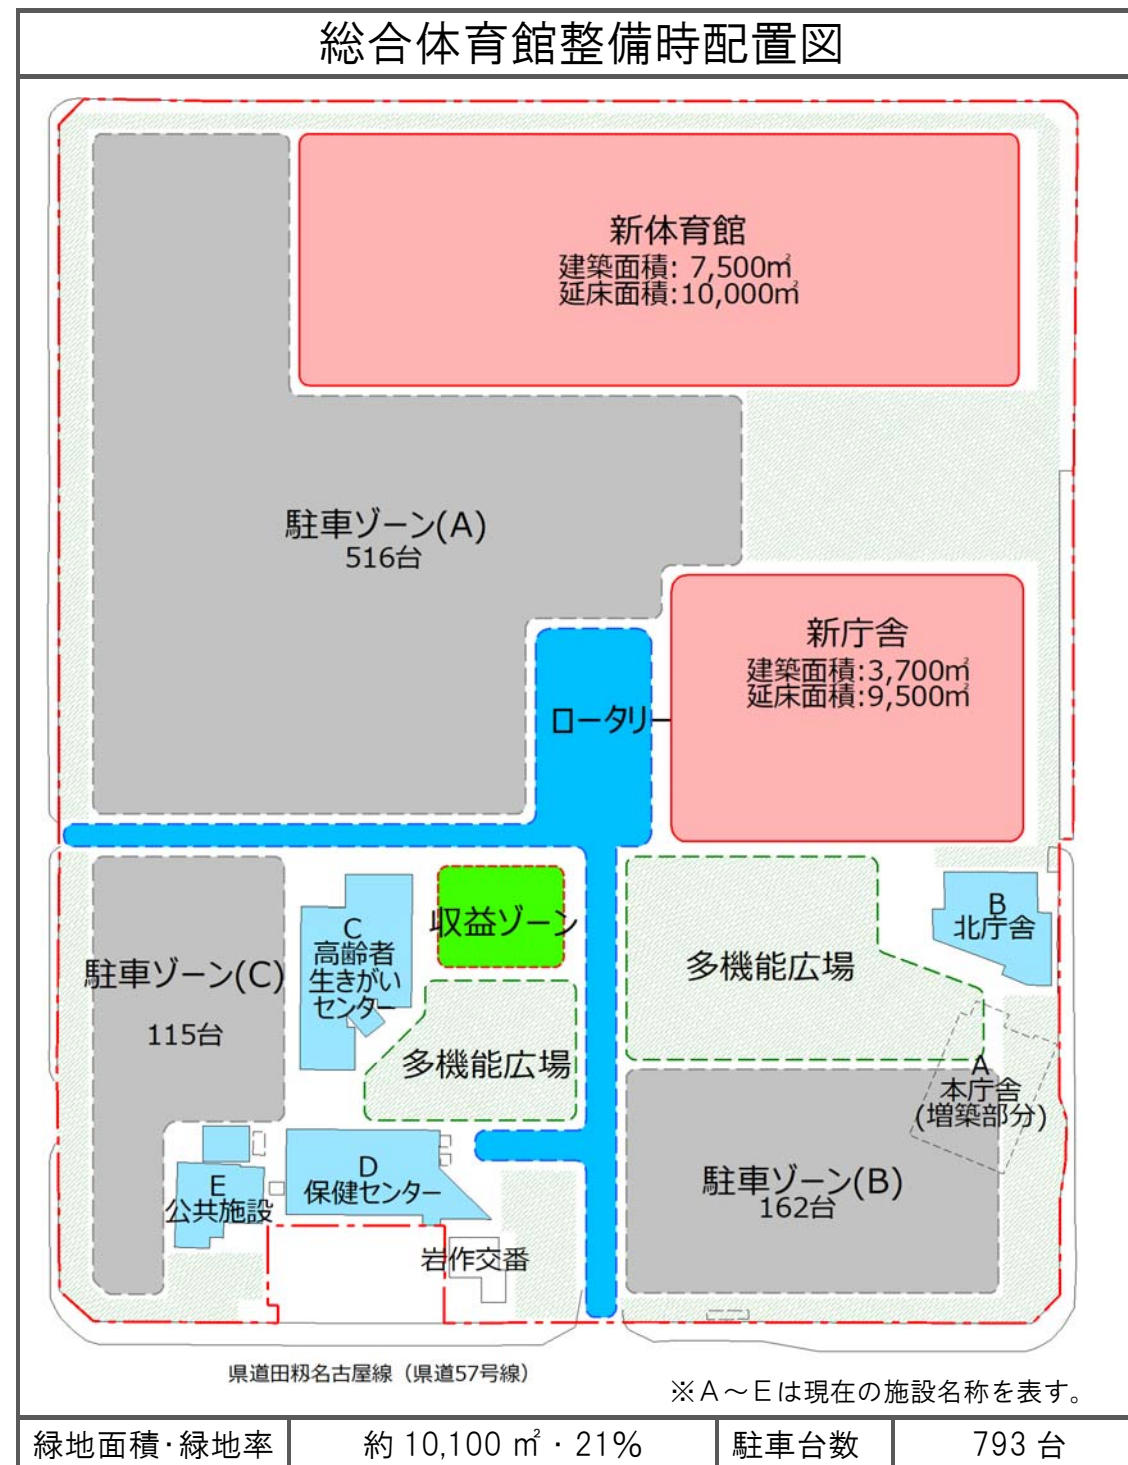 総合体育館整備時配置図
新体育館
建築面積: 7,500㎡
延床面積:10,000㎡
駐車ゾーン(A)
516台
新庁舎
建築面積:3,700㎡
延床面積:9,500㎡
ロータリー
収益ゾーン
C
高齢者
生きがい
センター
B
北庁舎
多機能広場
駐車ゾーン(C)
115台
多機能広場
A
本庁舎
(増築部分)
D
保健センター
E
公共施設
駐車ゾーン(B)
162台
岩作交番
県道田籾名古屋線（県道57号線）
※A～Eは現在の施設名称を表す。
緑地面積･緑地率
約 10,100 ㎡・21%
駐車台数
793 台